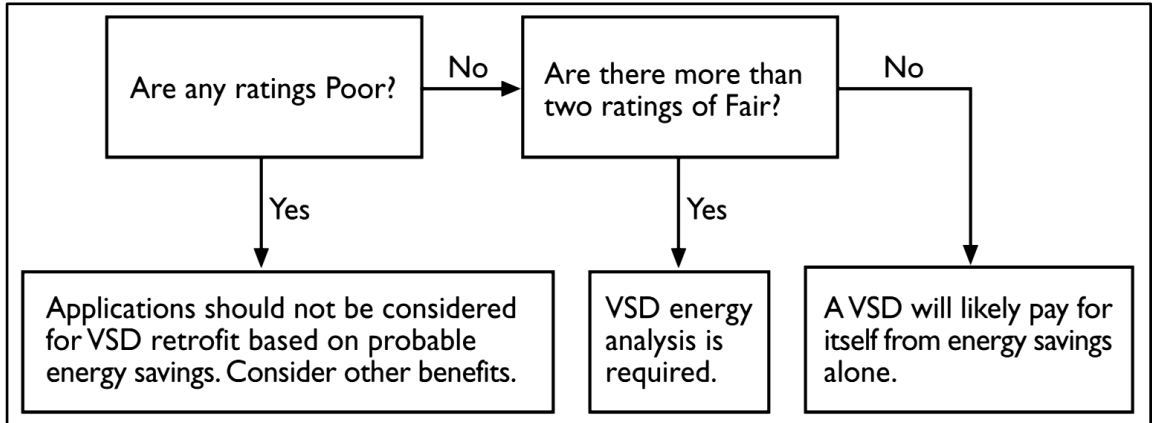 Are any ratings Poor?
No
Are there more than
two ratings of Fair?
No
Yes
Yes
Applications should not be considered
for VSD retrofit based on probable
energy savings. Consider other benefits.
VSD energy
analysis is
required.
A VSD will likely pay for
itself from energy savings
alone.